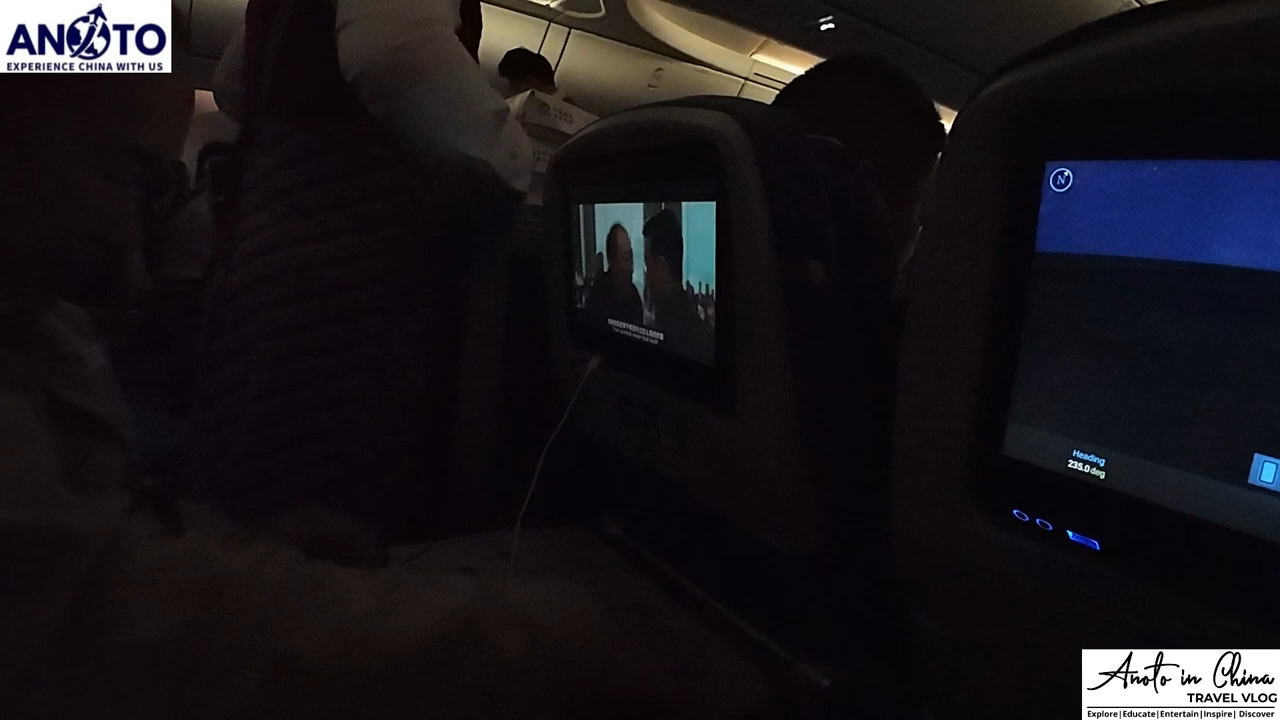 ANOTO
EXPERIENCE CHINA WITH US
N
Heading
235.0 deg
Anoto in China
TRAVEL VLOG
Explore|Educate|Entertain|Inspire| Discover